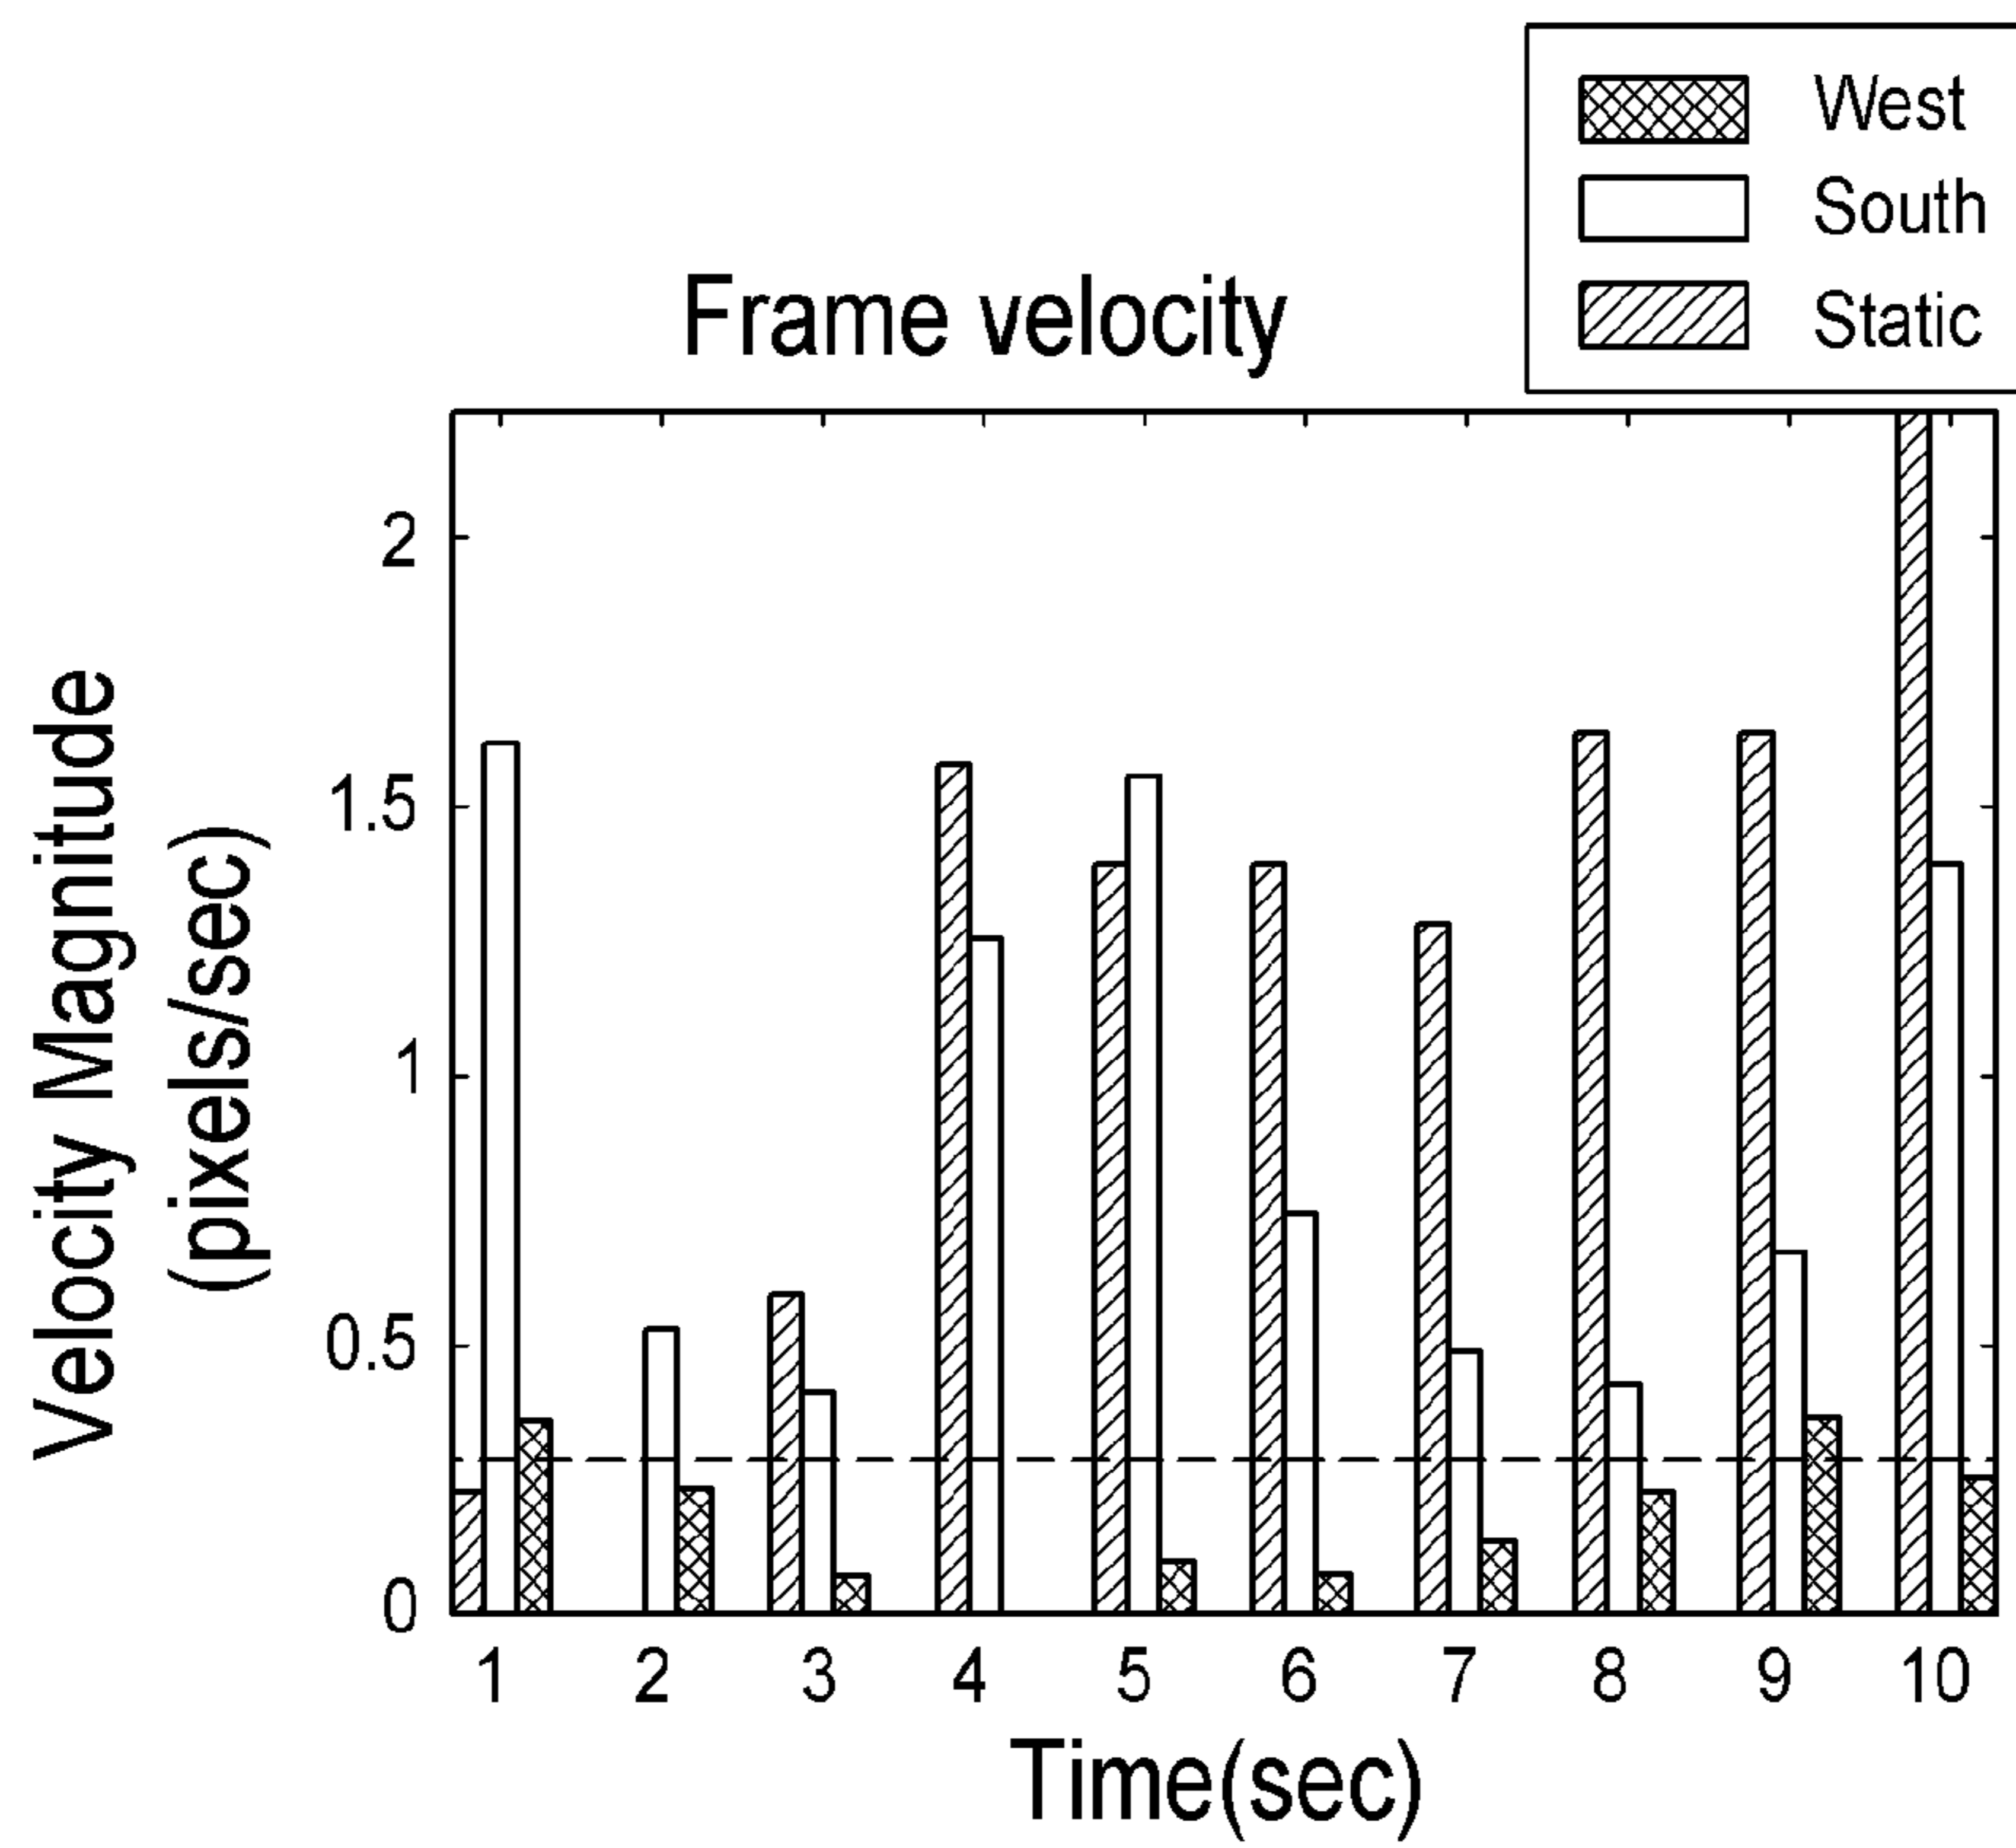 West
South
Static
Frame velocity
Velocity Magnitude
(pixels/sec)
2
1.5
1
0.5
0
1 2 3 4 5 6 7 8 9 10
Time(sec)